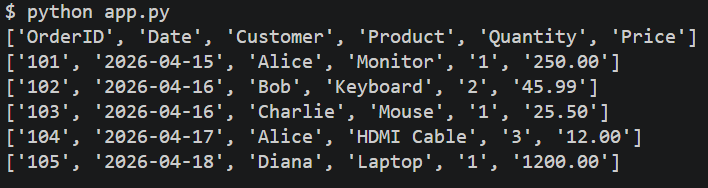 $ python app.py
['OrderID', 'Date', 'Customer', 'Product', 'Quantity', 'Price']
['101', '2026-04-15', 'Alice', 'Monitor', '1', '250.00']
['102', '2026-04-16', 'Bob', 'Keyboard', '2', '45.99']
['103', '2026-04-16', 'Charlie', 'Mouse', '1', '25.50']
['104', '2026-04-17', 'Alice', 'HDMI Cable', '3', '12.00']
['105', '2026-04-18', 'Diana', 'Laptop', '1', '1200.00']